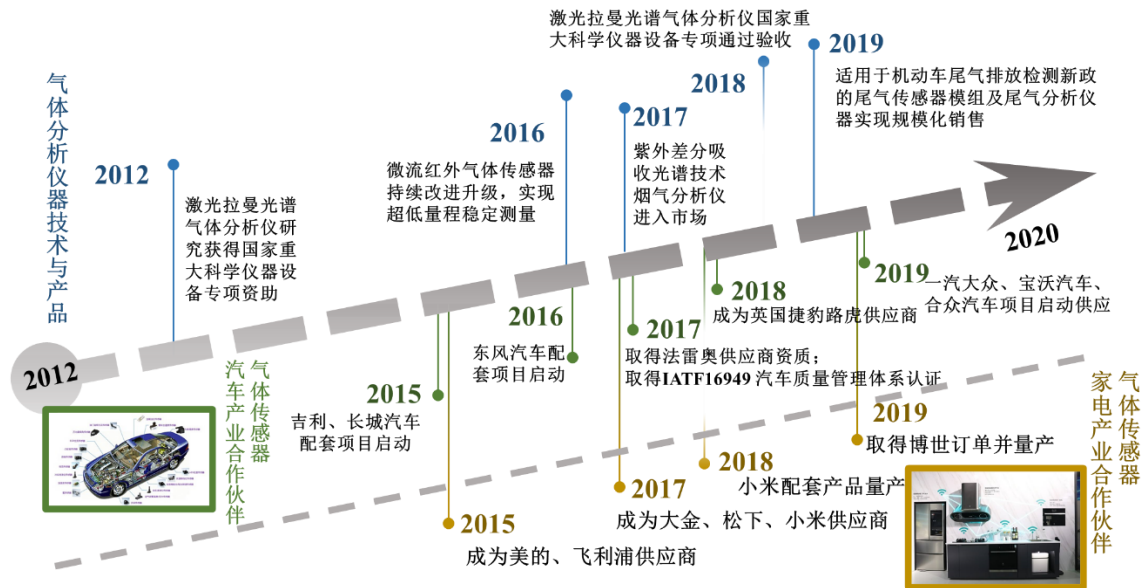 气体分析仪器技术与产品
2012
激光拉曼光谱
气体分析仪研
究获得国家重
大科学仪器设
备专项资助
2016
微流红外气体传感器
持续改进升级，实现
超低量程稳定测量
2017
紫外差分吸
收光谱技术
烟气分析仪
进入市场
激光拉曼光谱气体分析仪国家重
大科学仪器设备专项通过验收
2018
2019
适用于机动车尾气排放检测新政
的尾气传感器模组及尾气分析仪
器实现规模化销售
2012
2020
气体传感器
汽车产业合作伙伴
2015
吉利、长城汽车
配套项目启动
2016
东风汽车配
套项目启动
2017
取得法雷奥供应商资质；
取得IATF16949 汽车质量管理体系认证
2018
成为英国捷豹路虎供应商
2019
一汽大众、宝沃汽车、
合众汽车项目启动供应
气体传感器
家电产业合作伙伴
2015
成为美的、飞利浦供应商
2017
成为大金、松下、小米供应商
2018
小米配套产品量产
2019
取得博世订单并量产